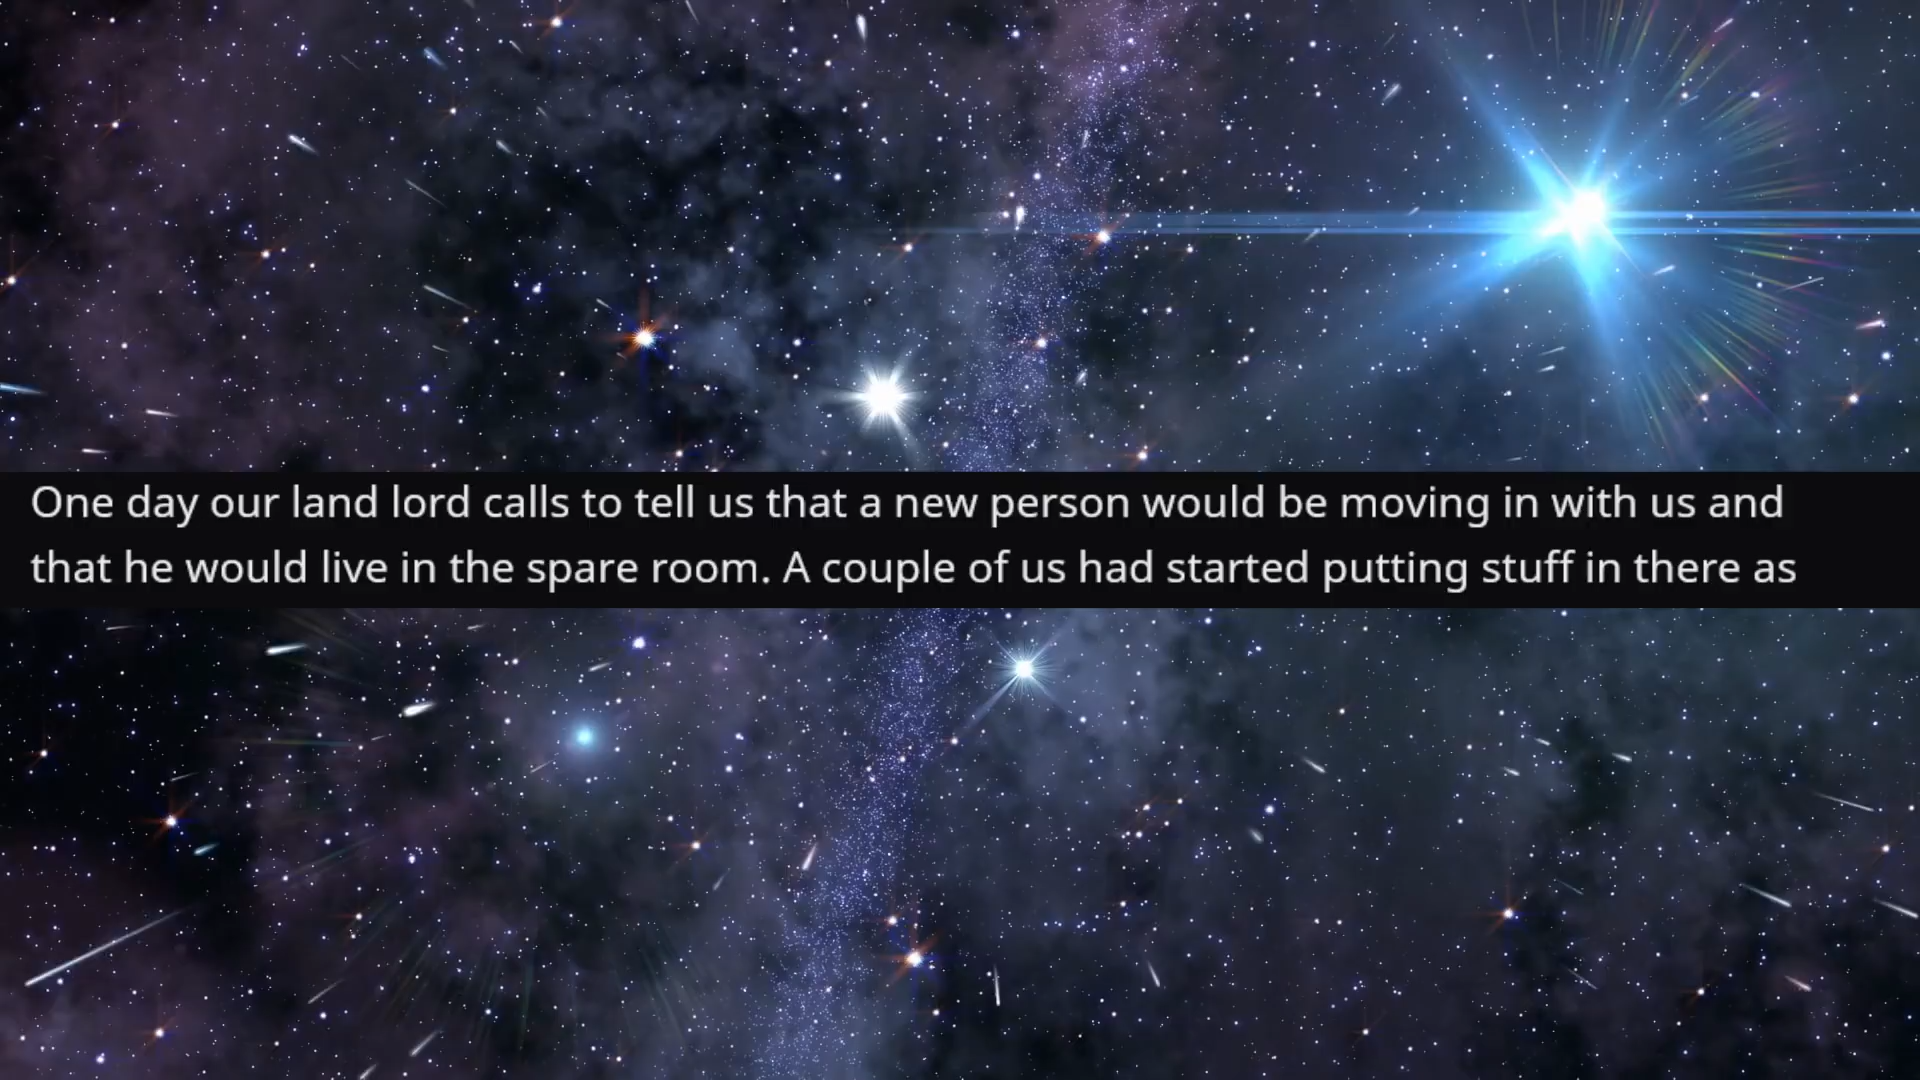 One day our land lord calls to tell us that a new person would be moving in with us and
that he would live in the spare room. A couple of us had started putting stuff in there as